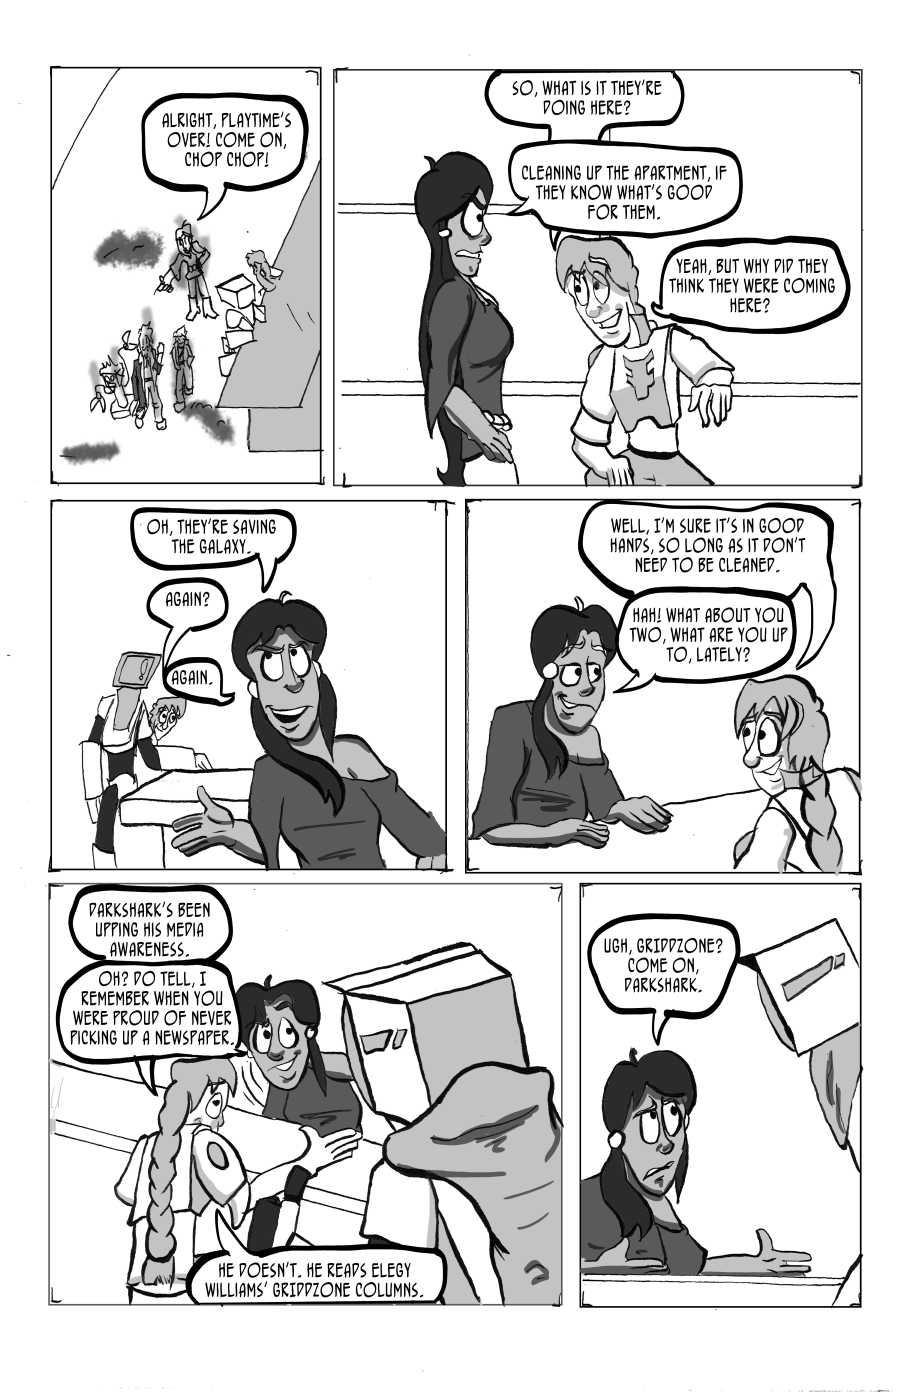 ALRIGHT, PLAYTIME'S
OVER! COME ON,
CHOP CHOP!
SO, WHAT IS IT THEY'RE
DOING HERE?
CLEANING UP THE APARTMENT, IF
THEY KNOW WHAT'S GOOD
FOR THEM.
YEAH, BUT WHY DID THEY
THINK THEY WERE COMING
HERE?
OH, THEY'RE SAVING
THE GALAXY.
AGAIN?
AGAIN.
WELL, I'M SURE IT'S IN GOOD
HANDS, SO LONG AS IT DON'T
NEED TO BE CLEANED.
HAH! WHAT ABOUT YOU
TWO, WHAT ARE YOU UP
TO, LATELY?
DARKSHARK'S BEEN
UPPING HIS MEDIA
AWARENESS.
OH? DO TELL, I
REMEMBER WHEN YOU
WERE PROUD OF NEVER
PICKING UP A NEWSPAPER.
HE DOESN'T. HE READS ELEGY
WILLIAMS' GRIDDZONE COLUMNS.
UGH, GRIDDZONE?
COME ON,
DARKSHARK.